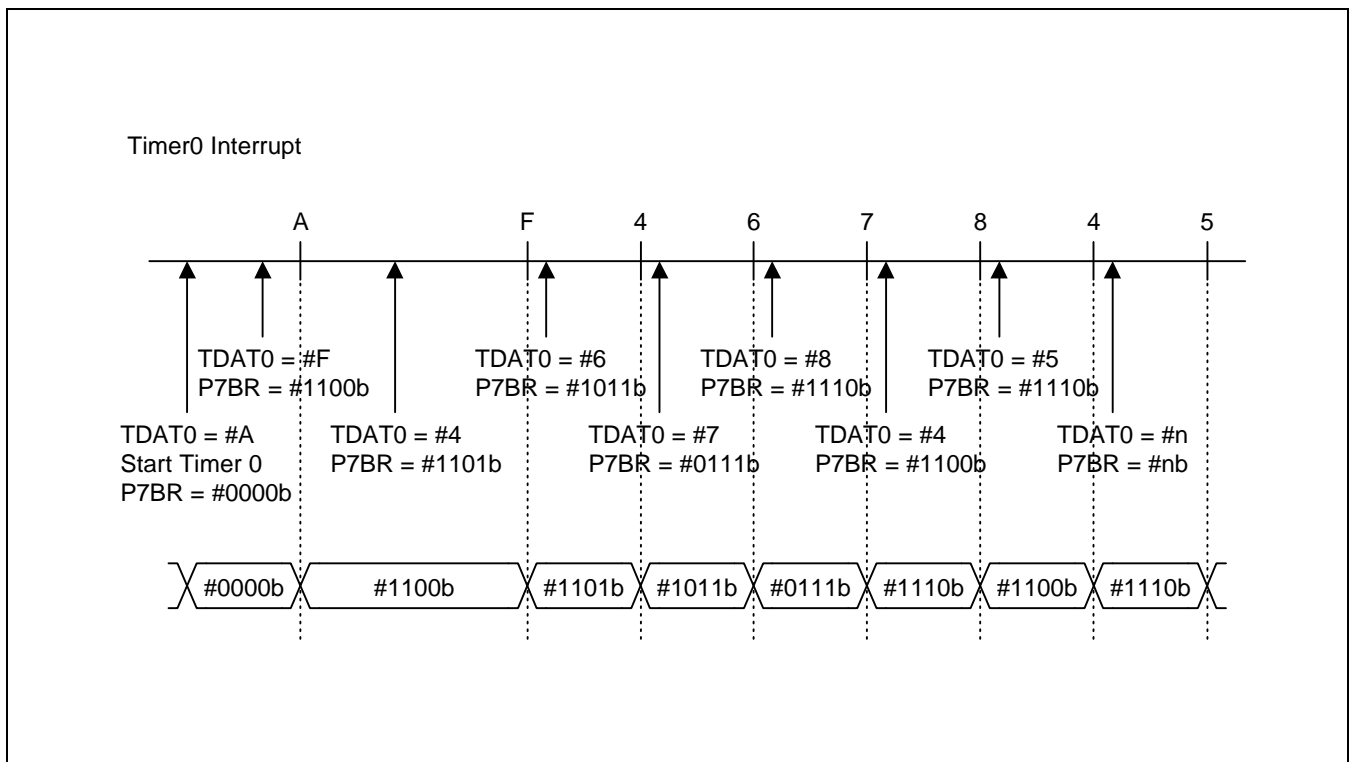 Timer0 Interrupt
A F 4 6 7 8 4 5
TDAT0 = #F
P7BR = #1100b
TDAT0 = #6
P7BR = #1011b
TDAT0 = #8
P7BR = #1110b
TDAT0 = #5
P7BR = #1110b
TDAT0 = #A
Start Timer 0
P7BR = #0000b
TDAT0 = #4
P7BR = #1101b
TDAT0 = #7
P7BR = #0111b
TDAT0 = #4
P7BR = #1100b
TDAT0 = #n
P7BR = #nb
#0000b #1100b #1101b #1011b #0111b #1110b #1100b #1110b